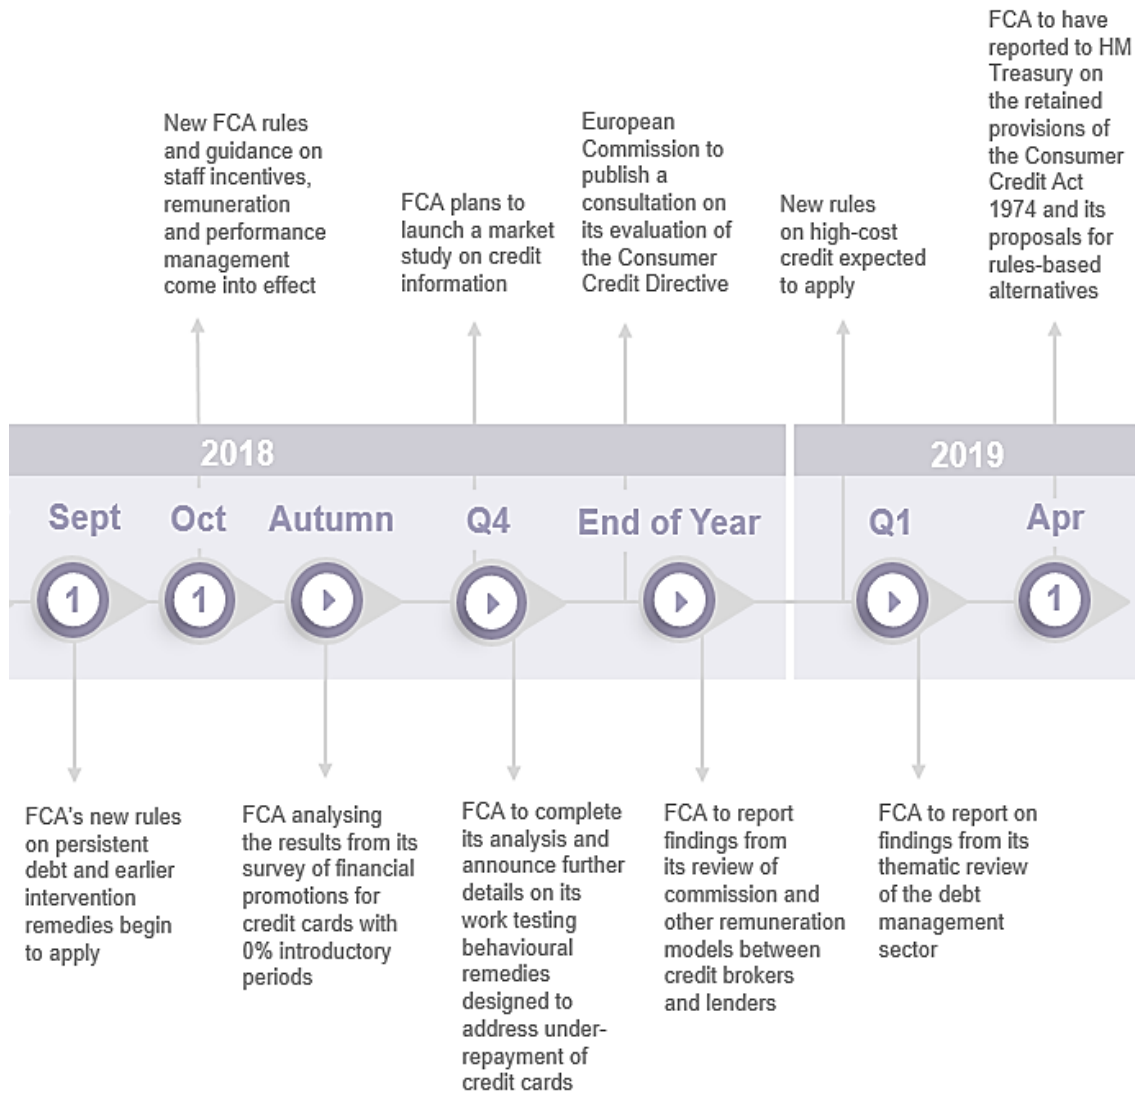 FCA to have
reported to HM
Treasury on
the retained
provisions of
the Consumer
Credit Act
1974 and its
proposals for
rules-based
alternatives
New FCA rules
and guidance on
staff incentives,
remuneration
and performance
management
come into effect
FCA plans to
launch a market
study on credit
information
European
Commission to
publish a
consultation on
its evaluation of
the Consumer
Credit Directive
New rules
on high-cost
credit expected
to apply
2018
2019
Sept
Oct
Autumn
Q4
End of Year
Q1
Apr
1
1
1
FCA's new rules
on persistent
debt and earlier
intervention
remedies begin
to apply
FCA analysing
the results from its
survey of financial
promotions for
credit cards with
0% introductory
periods
FCA to complete
its analysis and
announce further
details on its
work testing
behavioural
remedies
designed to
address under-
repayment of
credit cards
FCA to report
findings from
its review of
commission and
other remuneration
models between
credit brokers
and lenders
FCA to report on
findings from its
thematic review
of the debt
management
sector